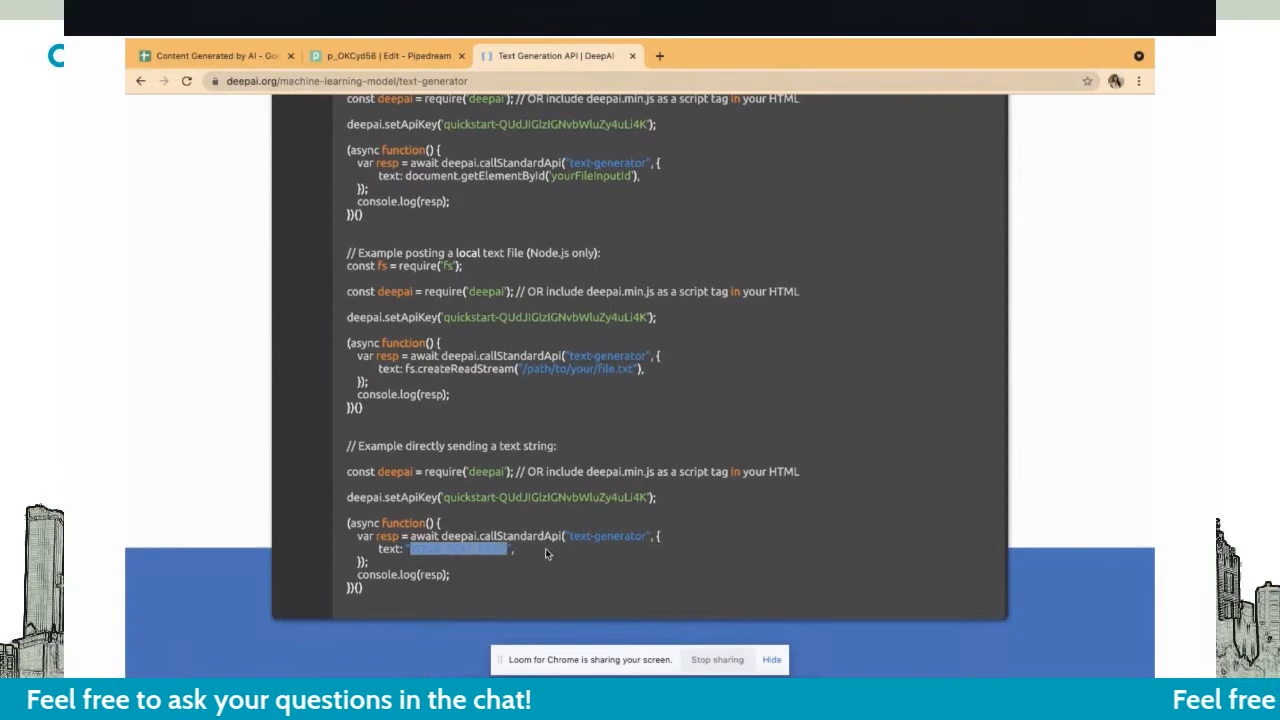 Content Generated by AI - Goo
p_OKCyd56 | Edit - Pipedream
Text Generation API | DeepAI
deepai.org/machine-learning-model/text-generator
const deepai = require('deepai'); // OR include deepai.min.js as a script tag in your HTML
deepai.setApiKey('quickstart-QUdJIGlzIGNvbWluZy4uLi4K');
(async function() {
var resp = await deepai.callStandardApi("text-generator", {
text: document.getElementById('yourFileInputId'),
});
console.log(resp);
})()
// Example posting a local text file (Node.js only):
const fs = require('fs');
const deepai = require('deepai'); // OR include deepai.min.js as a script tag in your HTML
deepai.setApiKey('quickstart-QUdJIGlzIGNvbWluZy4uLi4K');
(async function() {
var resp = await deepai.callStandardApi("text-generator", {
text: fs.createReadStream("/path/to/your/file.txt"),
});
console.log(resp);
})()
// Example directly sending a text string:
const deepai = require('deepai'); // OR include deepai.min.js as a script tag in your HTML
deepai.setApiKey('quickstart-QUdJIGlzIGNvbWluZy4uLi4K');
(async function() {
var resp = await deepai.callStandardApi("text-generator", {
text: " ",
});
console.log(resp);
})()
Loom for Chrome is sharing your screen.
Stop sharing
Hide
Feel free to ask your questions in the chat!
Feel free